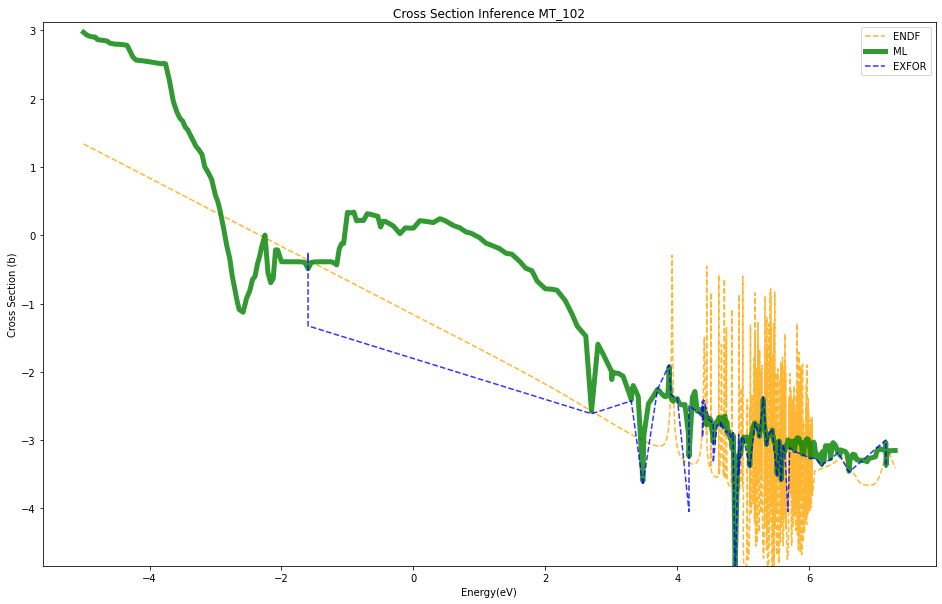 Cross Section Inference MT_102
ENDF
ML
EXFOR
Cross Section (b)
3
2
1
0
−1
−2
−3
−4
−4
−2
0
2
4
6
Energy(eV)